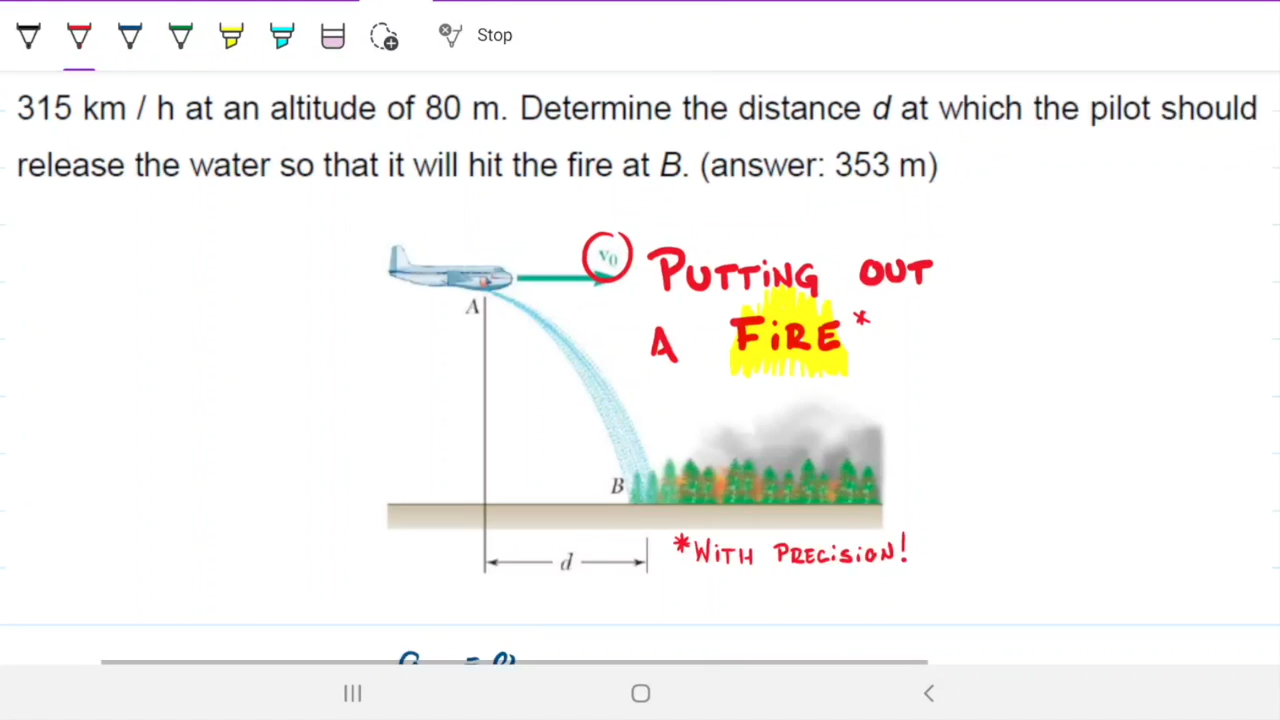 Stop
315 km / h at an altitude of 80 m. Determine the distance d at which the pilot should
release the water so that it will hit the fire at B. (answer: 353 m)
v0
PUTTiNG OUT
A FiRE*
A
B
*WiTH PRECiSiON!
d